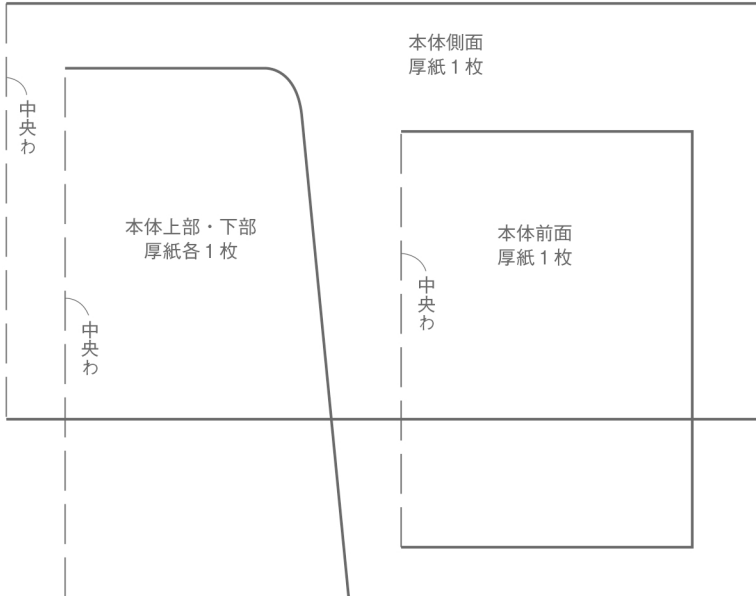 本体側面
厚紙1枚
中央わ
本体上部・下部
厚紙各1枚
中央わ
本体前面
厚紙1枚
中央わ